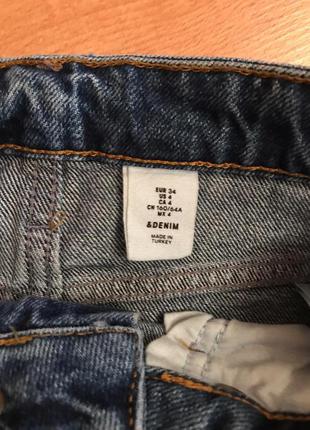 EUR 34
US 4
CA 4
CN 160/64A
MX 4
&DENIM
MADE IN
TURKEY